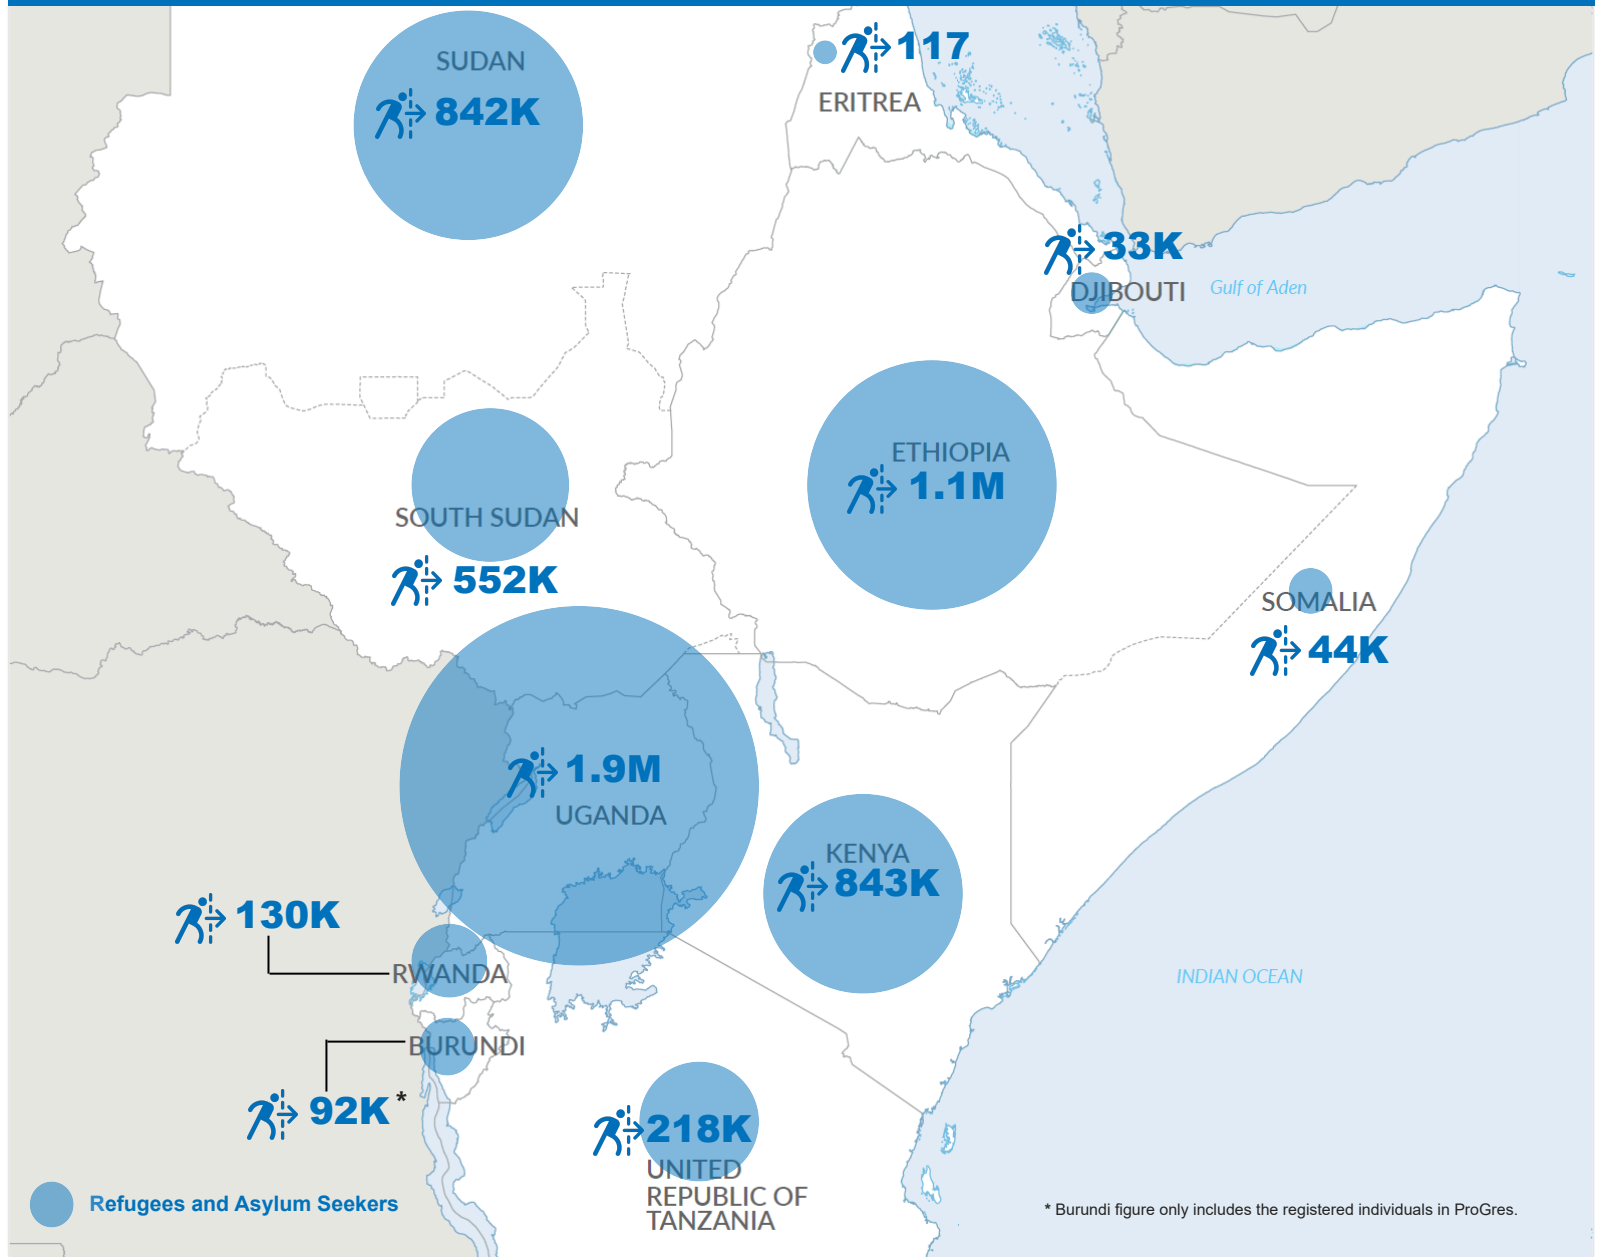 SUDAN
842K
117
ERITREA
33K
DJIBOUTI
Gulf of Aden
ETHIOPIA
1.1M
SOUTH SUDAN
552K
SOMALIA
44K
1.9M
UGANDA
KENYA
843K
130K
RWANDA
INDIAN OCEAN
BURUNDI
92K *
218K
UNITED
REPUBLIC OF
TANZANIA
Refugees and Asylum Seekers
* Burundi figure only includes the registered individuals in ProGres.